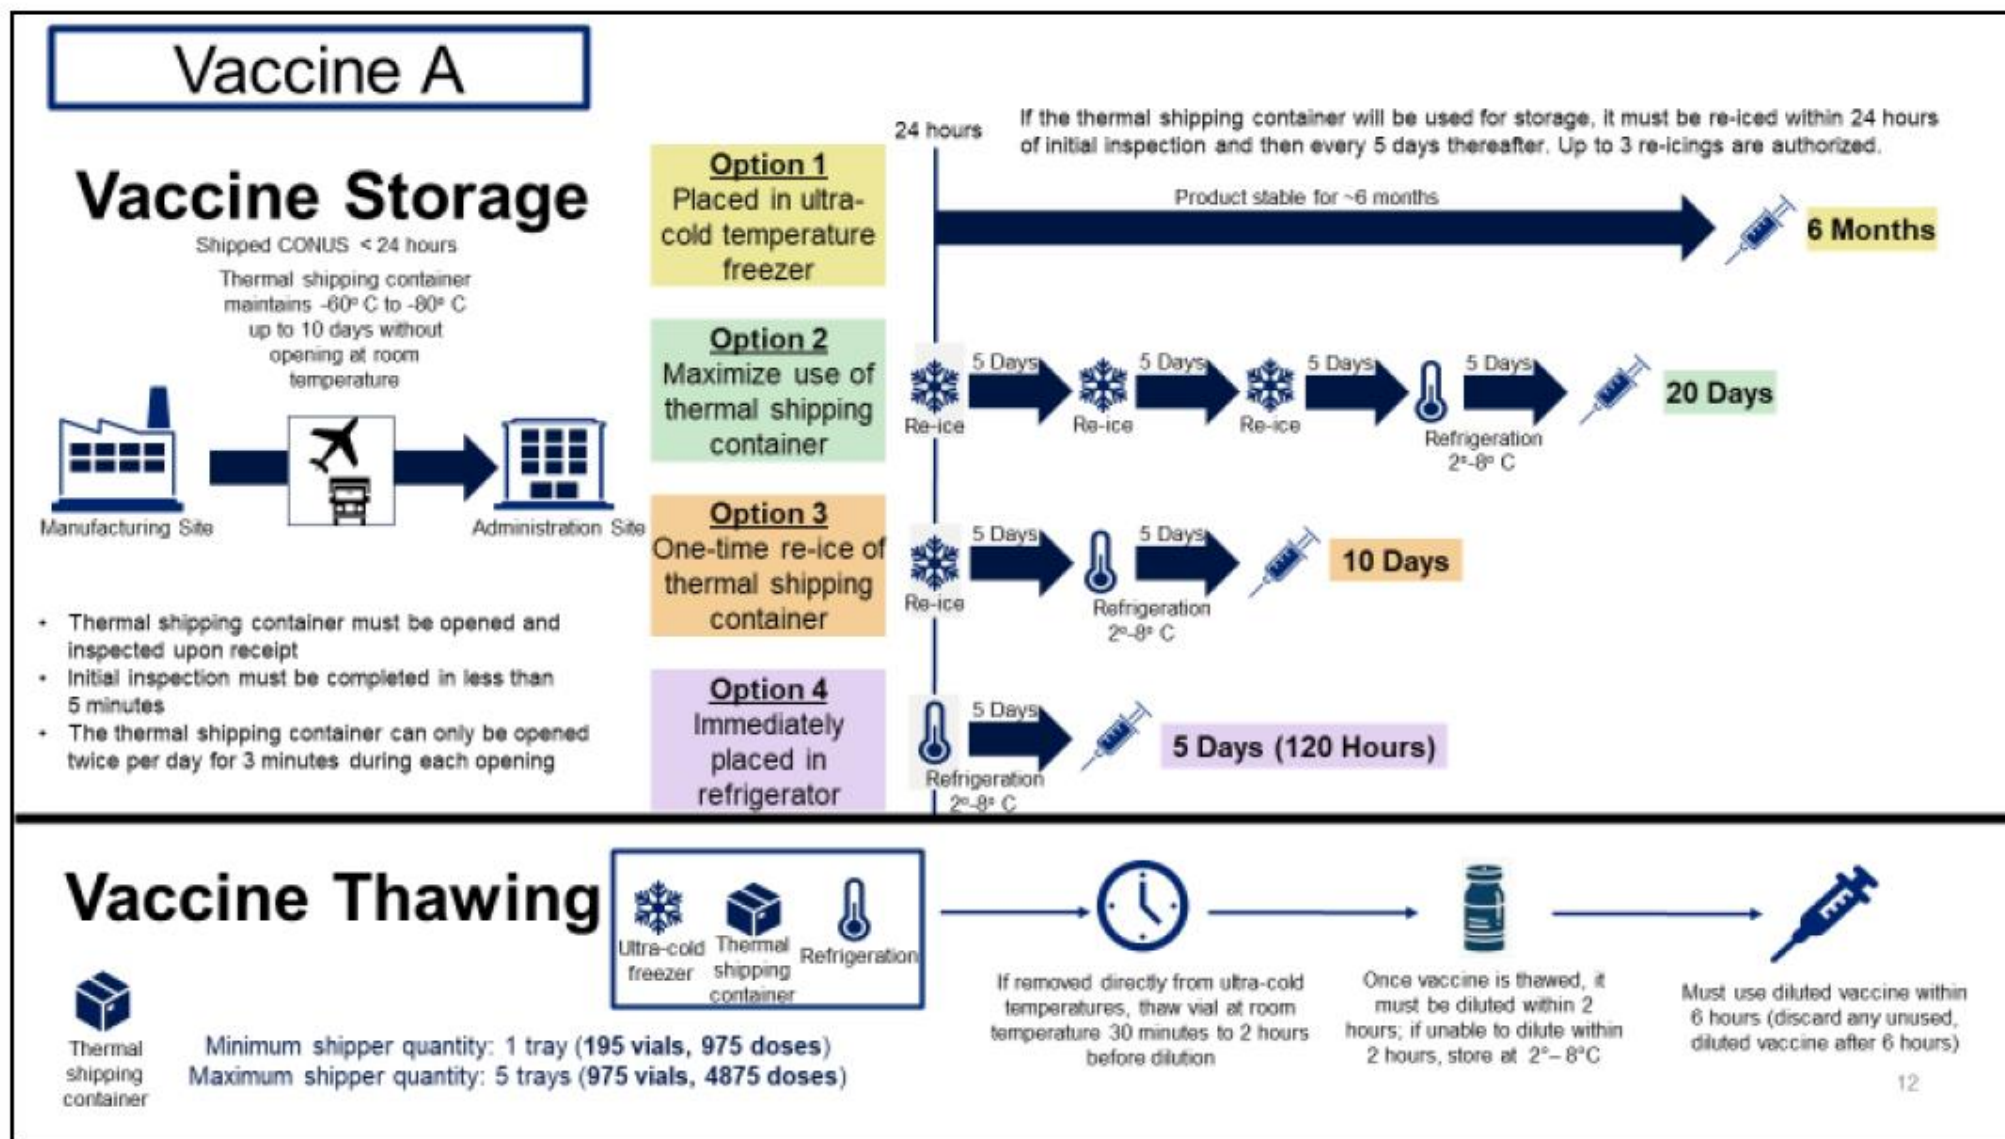 Vaccine A
Vaccine Storage
Shipped CONUS < 24 hours
Thermal shipping container
maintains -60º C to -80º C
up to 10 days without
opening at room
temperature
Manufacturing Site
Administration Site
• Thermal shipping container must be opened and
inspected upon receipt
• Initial inspection must be completed in less than
5 minutes
• The thermal shipping container can only be opened
twice per day for 3 minutes during each opening
24 hours
If the thermal shipping container will be used for storage, it must be re-iced within 24 hours
of initial inspection and then every 5 days thereafter. Up to 3 re-icings are authorized.
Option 1
Placed in ultra-
cold temperature
freezer
Product stable for ~6 months
6 Months
Option 2
Maximize use of
thermal shipping
container
Re-ice
5 Days
Re-ice
5 Days
Re-ice
5 Days
Refrigeration
2º-8º C
5 Days
20 Days
Option 3
One-time re-ice of
thermal shipping
container
Re-ice
5 Days
Refrigeration
2º-8º C
5 Days
10 Days
Option 4
Immediately
placed in
refrigerator
Refrigeration
2º-8º C
5 Days
5 Days (120 Hours)
Vaccine Thawing
Ultra-cold
freezer
Thermal
shipping
container
Refrigeration
Thermal
shipping
container
Minimum shipper quantity: 1 tray (195 vials, 975 doses)
Maximum shipper quantity: 5 trays (975 vials, 4875 doses)
If removed directly from ultra-cold
temperatures, thaw vial at room
temperature 30 minutes to 2 hours
before dilution
Once vaccine is thawed, it
must be diluted within 2
hours; if unable to dilute within
2 hours, store at 2°– 8°C
Must use diluted vaccine within
6 hours (discard any unused,
diluted vaccine after 6 hours)
12